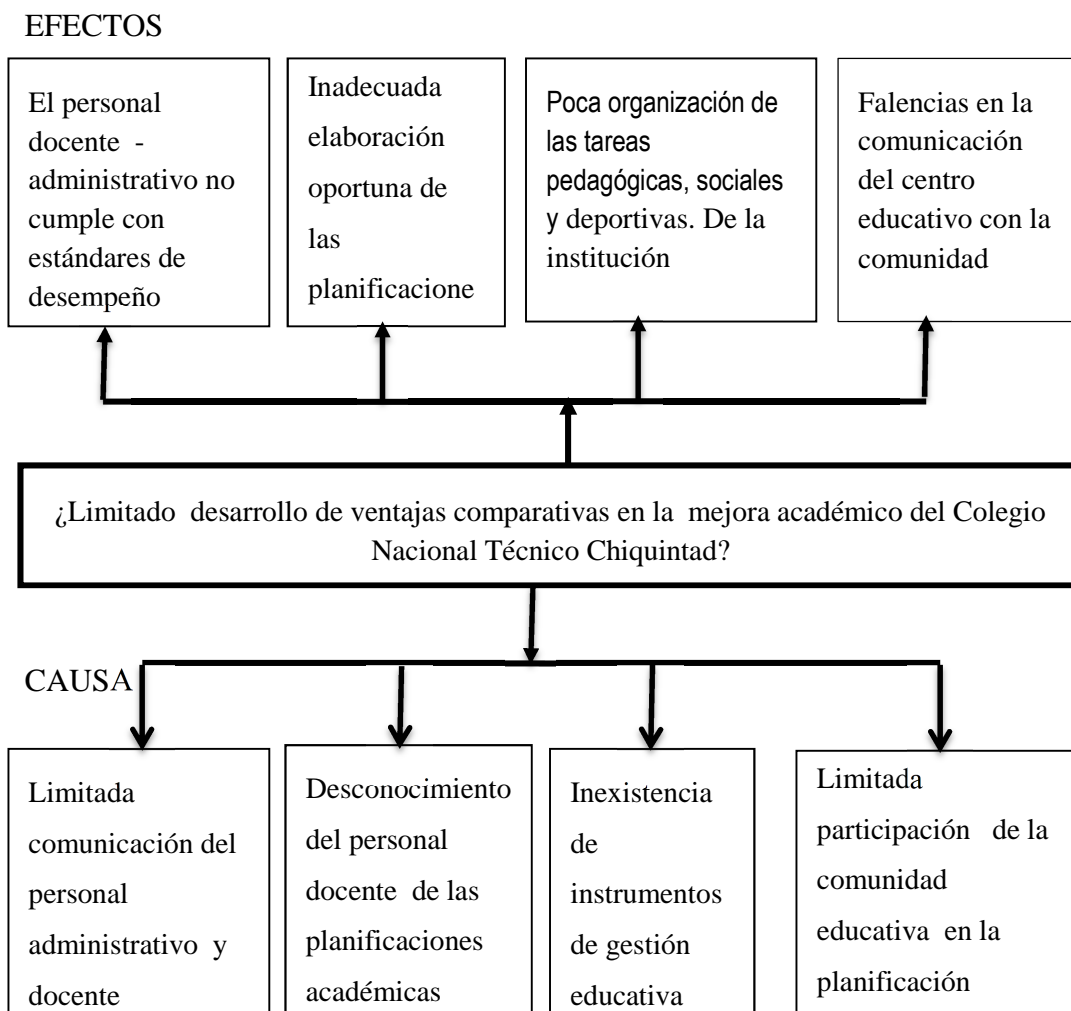 EFECTOS
El personal
docente -
administrativo no
cumple con
estándares de
desempeño
Inadecuada
elaboración
oportuna de
las
planificacione
Poca organización de
las tareas
pedagógicas, sociales
y deportivas. De la
institución
Falencias en la
comunicación
del centro
educativo con la
comunidad
¿Limitado desarrollo de ventajas comparativas en la mejora académico del Colegio
Nacional Técnico Chiquintad?
CAUSA
Limitada
comunicación del
personal
administrativo y
docente
Desconocimiento
del personal
docente de las
planificaciones
académicas
Inexistencia
de
instrumentos
de gestión
educativa
Limitada
participación de la
comunidad
educativa en la
planificación